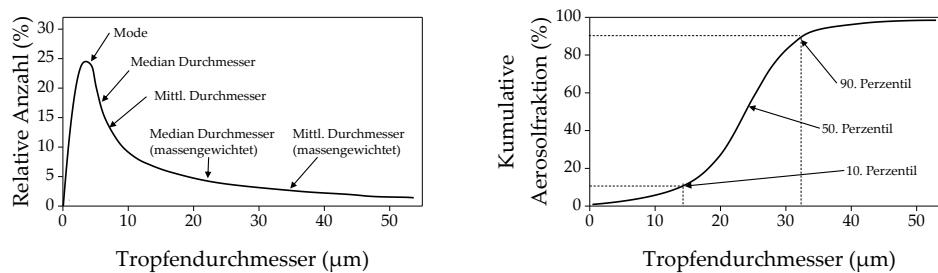 Relative Anzahl (%)
30
25
20
15
10
5
0
Mode
Median Durchmesser
Mittl. Durchmesser
Median Durchmesser
(massengewichtet)
Mittl. Durchmesser
(massengewichtet)
0 10 20 30 40 50
Tropfendurchmesser (µm)
Kumulative
Aerosolfraktion (%)
100
80
60
40
20
0
90. Perzentil
50. Perzentil
10. Perzentil
0 10 20 30 40 50
Tropfendurchmesser (µm)